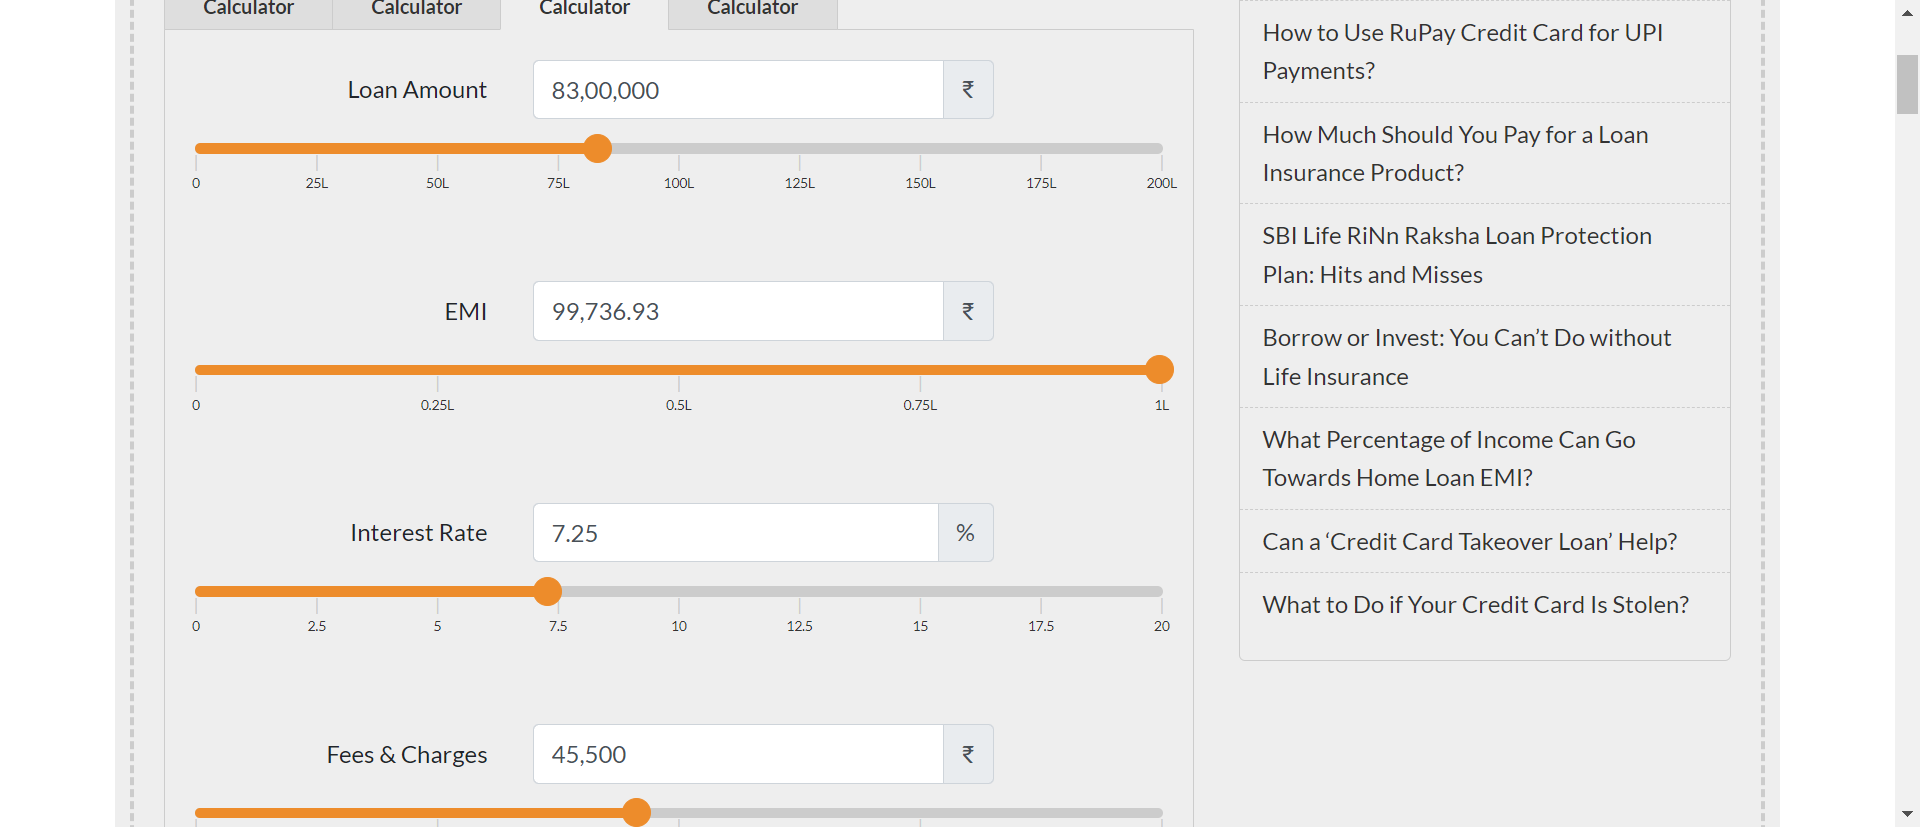 Calculator
Calculator
Calculator
Calculator
Loan Amount
83,00,000
₹
0
25L
50L
75L
100L
125L
150L
175L
200L
EMI
99,736.93
₹
0
0.25L
0.5L
0.75L
1L
Interest Rate
7.25
%
0
2.5
5
7.5
10
12.5
15
17.5
20
Fees & Charges
45,500
₹
How to Use RuPay Credit Card for UPI
Payments?
How Much Should You Pay for a Loan
Insurance Product?
SBI Life RiNn Raksha Loan Protection
Plan: Hits and Misses
Borrow or Invest: You Can’t Do without
Life Insurance
What Percentage of Income Can Go
Towards Home Loan EMI?
Can a ‘Credit Card Takeover Loan’ Help?
What to Do if Your Credit Card Is Stolen?